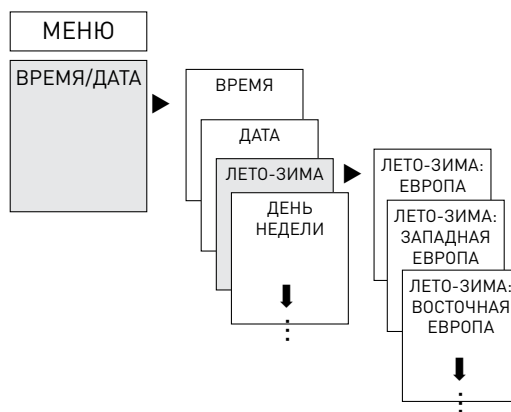 МЕНЮ
ВРЕМЯ/ДАТА
ВРЕМЯ
ДАТА
ЛЕТО-ЗИМА
ДЕНЬ
НЕДЕЛИ
ЛЕТО-ЗИМА:
ЕВРОПА
ЛЕТО-ЗИМА:
ЗАПАДНАЯ
ЕВРОПА
ЛЕТО-ЗИМА:
ВОСТОЧНАЯ
ЕВРОПА